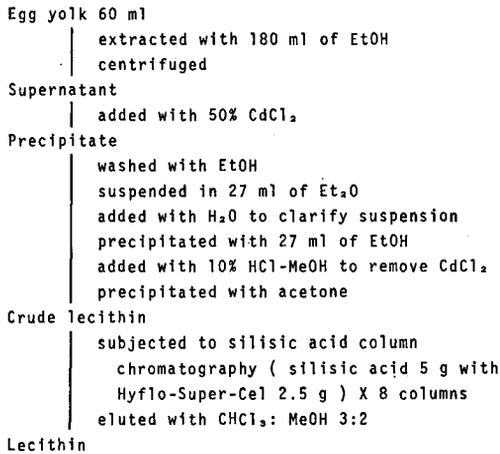 Egg yolk 60 ml
extracted with 180 ml of EtOH
centrifuged
Supernatant
added with 50% CdCl₂
Precipitate
washed with EtOH
suspended in 27 ml of Et₂O
added with H₂O to clarify suspension
precipitated with 27 ml of EtOH
added with 10% HCl-MeOH to remove CdCl₂
precipitated with acetone
Crude lecithin
subjected to silisic acid column
chromatography ( silisic acid 5 g with
Hyflo-Super-Cel 2.5 g ) X 8 columns
eluted with CHCl₃: MeOH 3:2
Lecithin